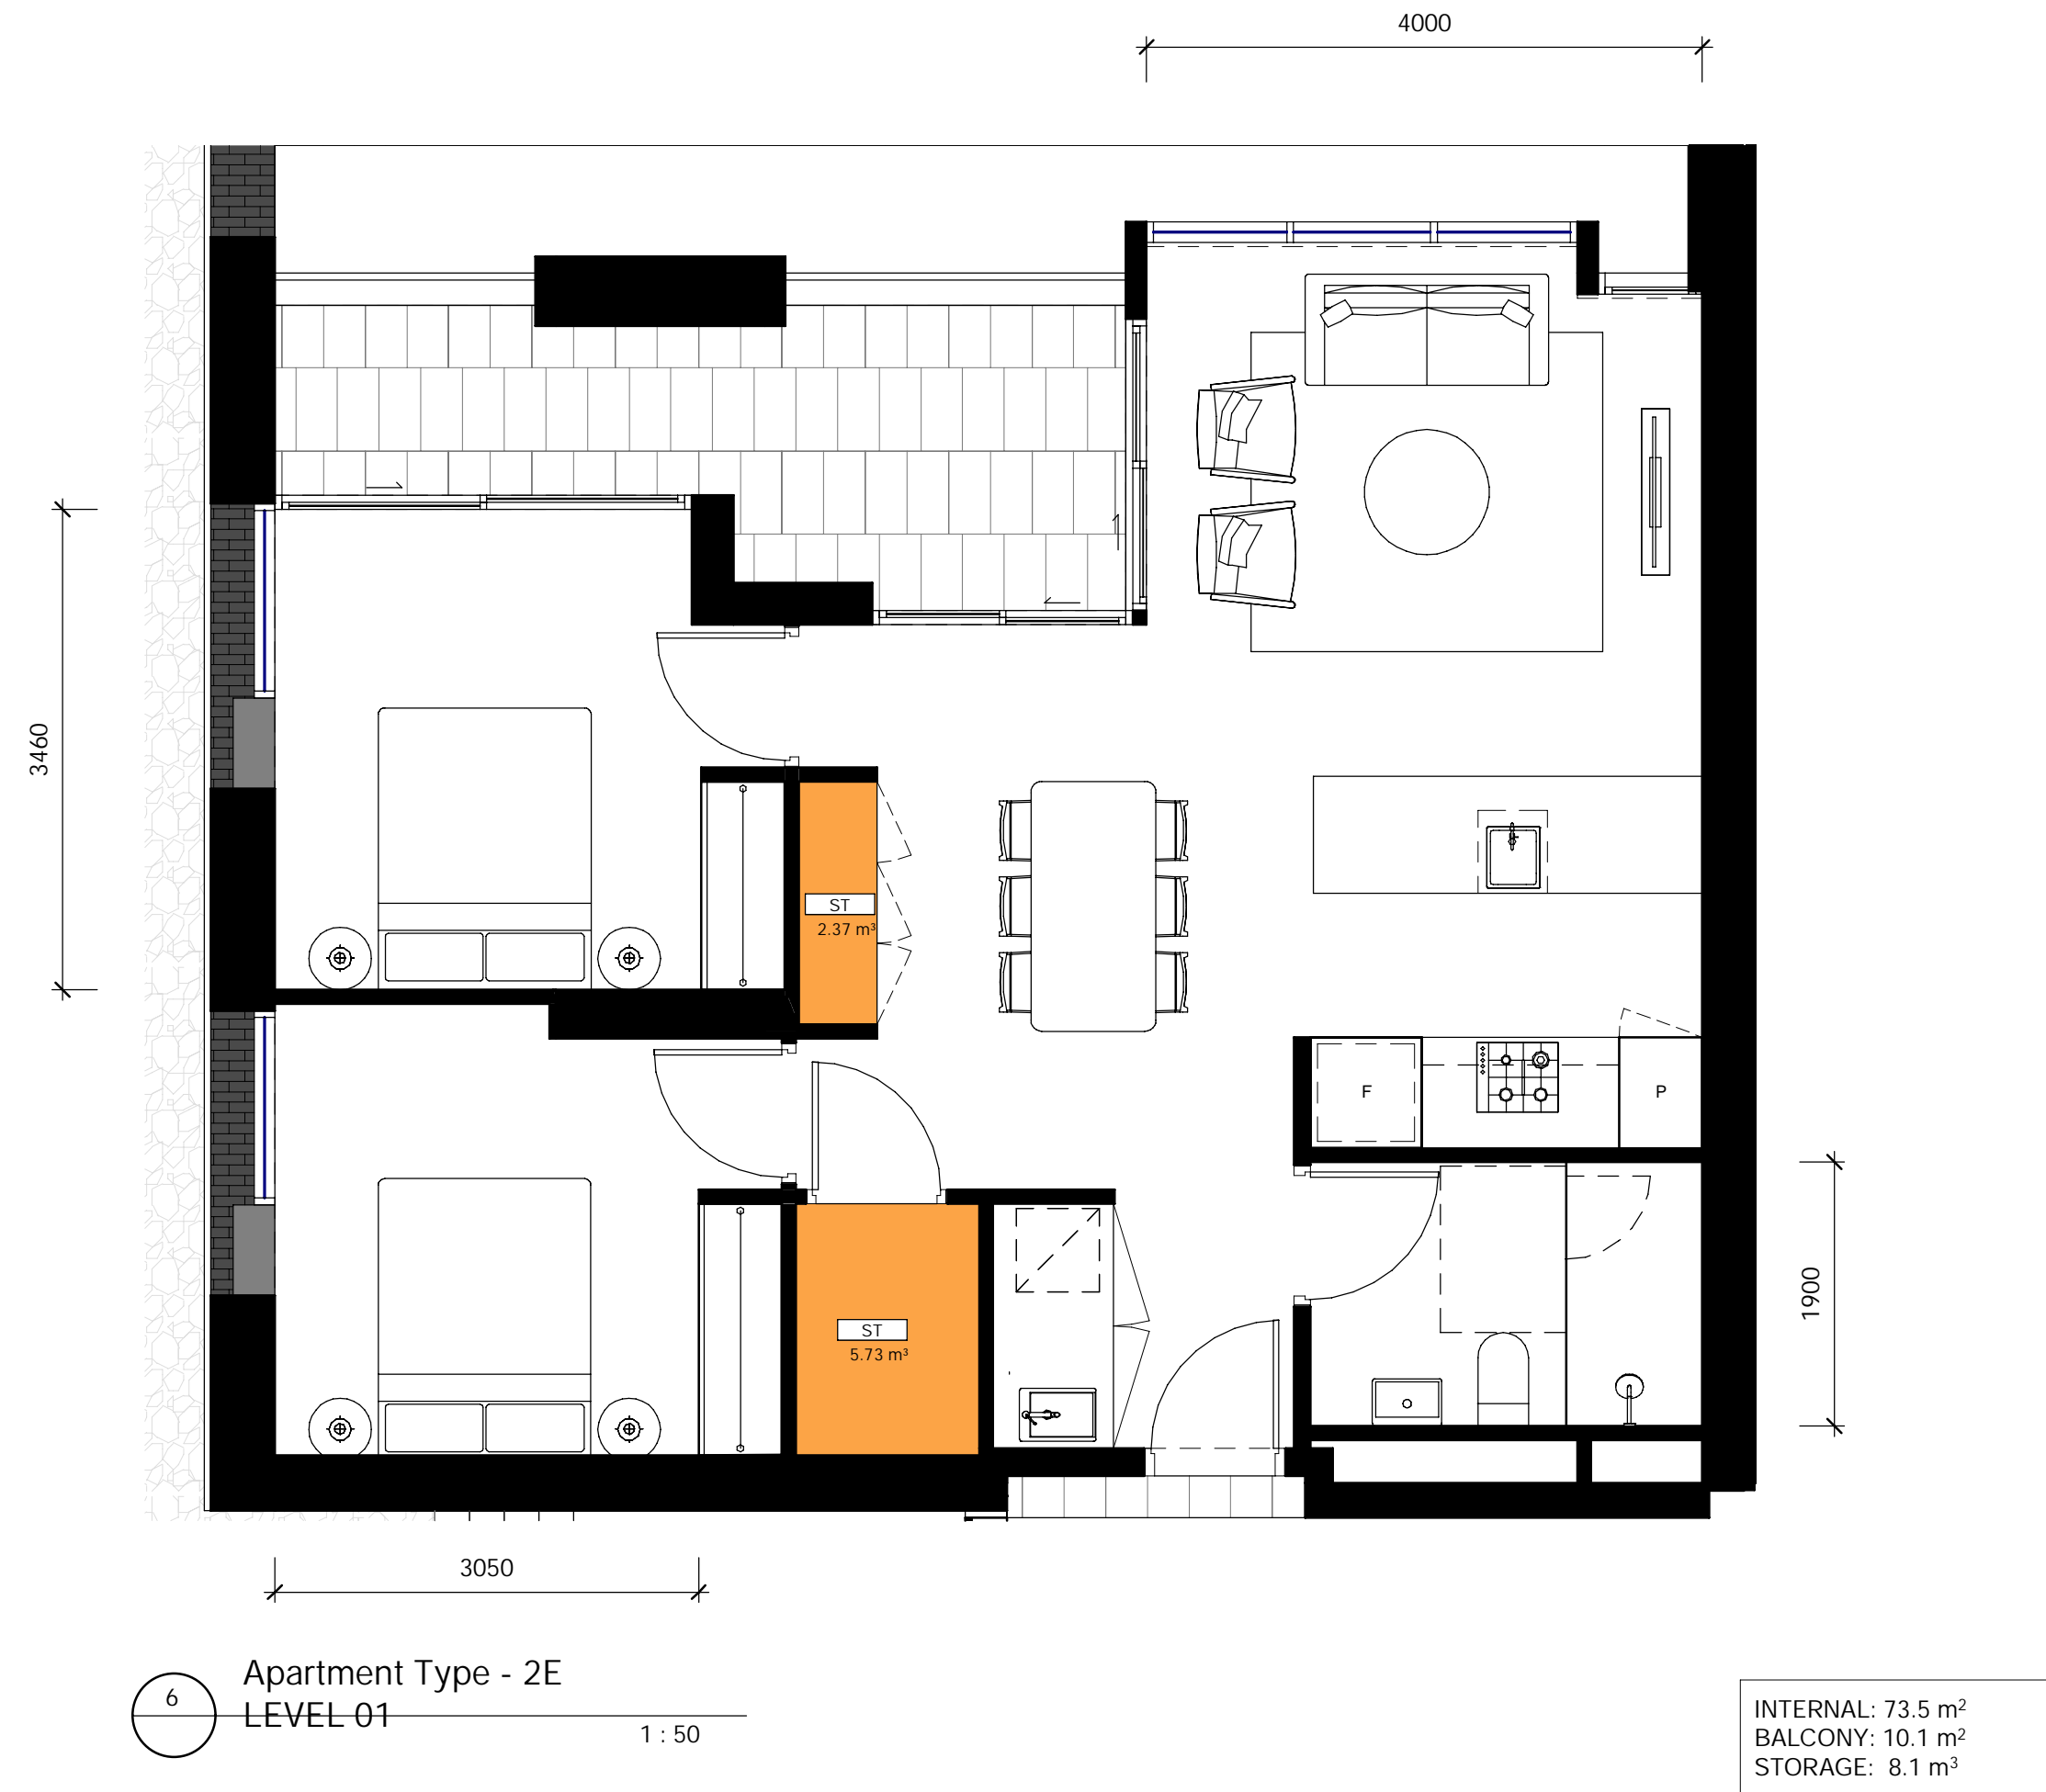 4000
3460
ST
2.37 m³
F
P
ST
5.73 m³
1900
3050
6
Apartment Type - 2E
LEVEL 01
1 : 50
INTERNAL: 73.5 m²
BALCONY: 10.1 m²
STORAGE: 8.1 m³